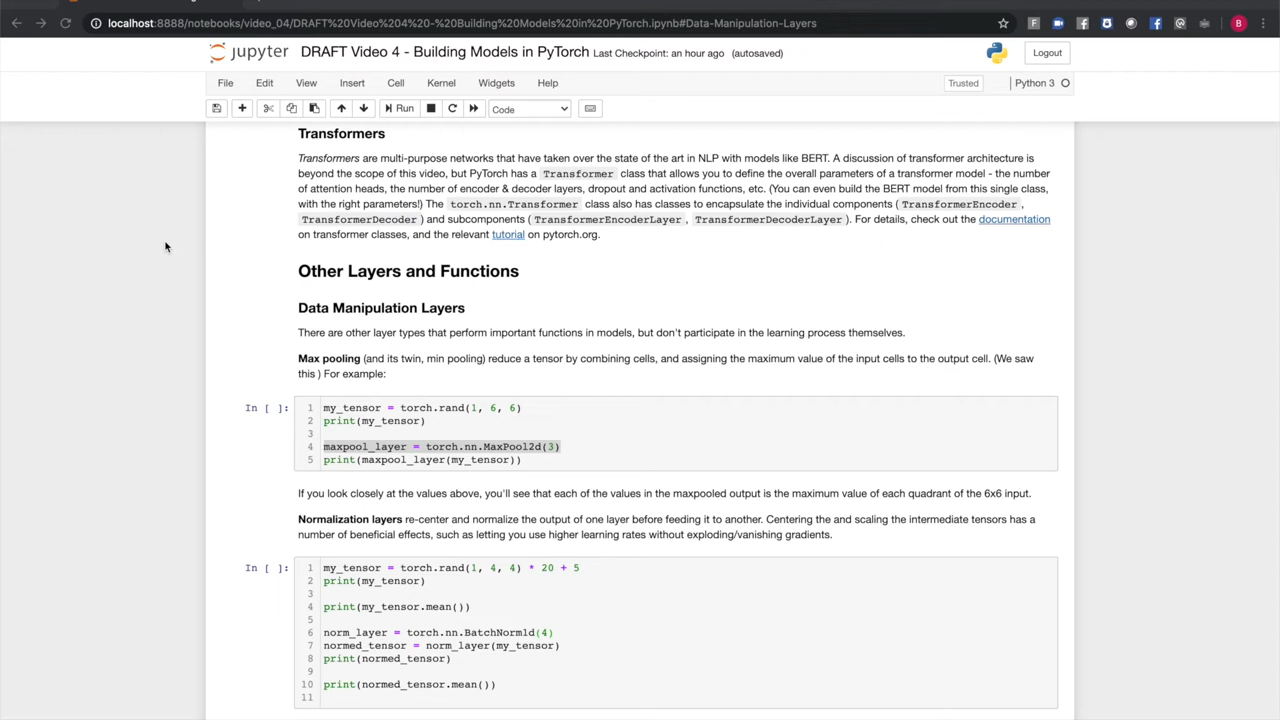 localhost:8888/notebooks/video_04/DRAFT%20Video%204%20-%20Building%20Models%20in%20PyTorch.ipynb#Data-Manipulation-Layers
B
jupyter DRAFT Video 4 - Building Models in PyTorch Last Checkpoint: an hour ago (autosaved)
Logout
File Edit View Insert Cell Kernel Widgets Help
Trusted Python 3
Run Code
Transformers
Transformers are multi-purpose networks that have taken over the state of the art in NLP with models like BERT. A discussion of transformer architecture is
beyond the scope of this video, but PyTorch has a Transformer class that allows you to define the overall parameters of a transformer model - the number
of attention heads, the number of encoder & decoder layers, dropout and activation functions, etc. (You can even build the BERT model from this single class,
with the right parameters!) The torch.nn.Transformer class also has classes to encapsulate the individual components ( TransformerEncoder ,
TransformerDecoder ) and subcomponents ( TransformerEncoderLayer , TransformerDecoderLayer ). For details, check out the documentation
on transformer classes, and the relevant tutorial on pytorch.org.
Other Layers and Functions
Data Manipulation Layers
There are other layer types that perform important functions in models, but don't participate in the learning process themselves.
Max pooling (and its twin, min pooling) reduce a tensor by combining cells, and assigning the maximum value of the input cells to the output cell. (We saw
this ) For example:
In [ ]: 1 my_tensor = torch.rand(1, 6, 6)
2 print(my_tensor)
3
4 maxpool_layer = torch.nn.MaxPool2d(3)
5 print(maxpool_layer(my_tensor))
If you look closely at the values above, you'll see that each of the values in the maxpooled output is the maximum value of each quadrant of the 6x6 input.
Normalization layers re-center and normalize the output of one layer before feeding it to another. Centering the and scaling the intermediate tensors has a
number of beneficial effects, such as letting you use higher learning rates without exploding/vanishing gradients.
In [ ]: 1 my_tensor = torch.rand(1, 4, 4) * 20 + 5
2 print(my_tensor)
3
4 print(my_tensor.mean())
5
6 norm_layer = torch.nn.BatchNorm1d(4)
7 normed_tensor = norm_layer(my_tensor)
8 print(normed_tensor)
9
10 print(normed_tensor.mean())
11